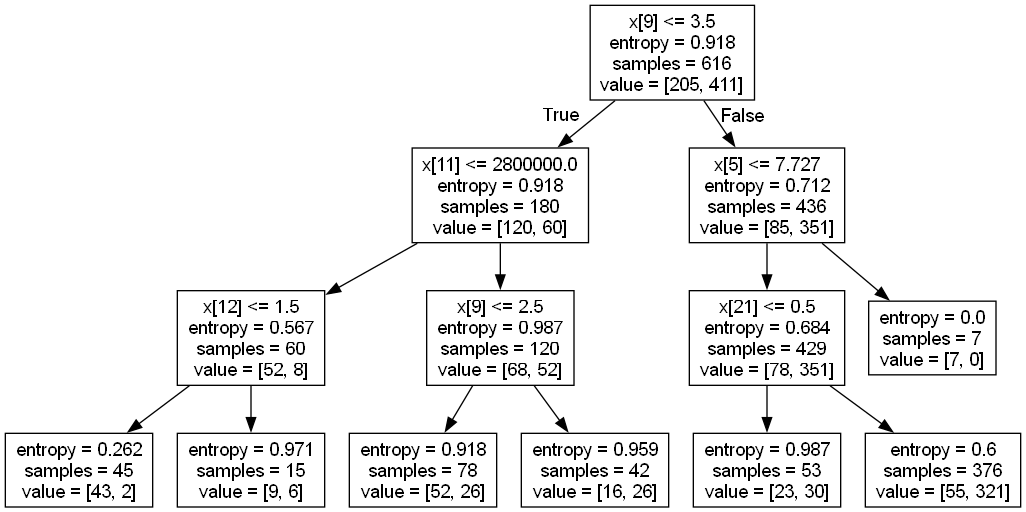 x[9] <= 3.5
entropy = 0.918
samples = 616
value = [205, 411]
True
False
x[11] <= 2800000.0
entropy = 0.918
samples = 180
value = [120, 60]
x[5] <= 7.727
entropy = 0.712
samples = 436
value = [85, 351]
x[12] <= 1.5
entropy = 0.567
samples = 60
value = [52, 8]
x[9] <= 2.5
entropy = 0.987
samples = 120
value = [68, 52]
x[21] <= 0.5
entropy = 0.684
samples = 429
value = [78, 351]
entropy = 0.0
samples = 7
value = [7, 0]
entropy = 0.262
samples = 45
value = [43, 2]
entropy = 0.971
samples = 15
value = [9, 6]
entropy = 0.918
samples = 78
value = [52, 26]
entropy = 0.959
samples = 42
value = [16, 26]
entropy = 0.987
samples = 53
value = [23, 30]
entropy = 0.6
samples = 376
value = [55, 321]